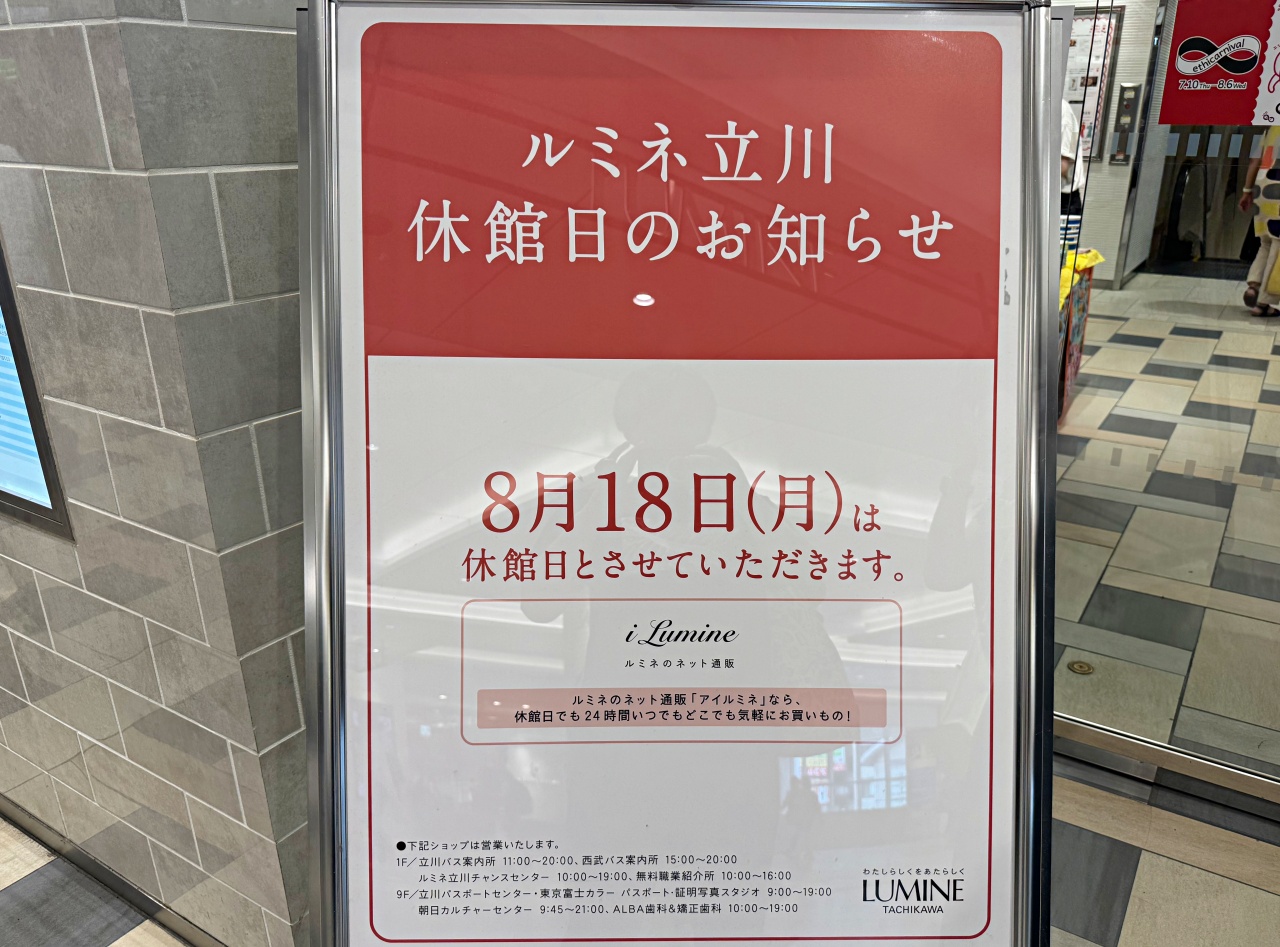 ルミネ立川
休館日のお知らせ
8月18日(月)は
休館日とさせていただきます。
i Lumine
ルミネのネット通販
ルミネのネット通販「アイルミネ」なら、
休館日でも24時間いつでもどこでも気軽にお買いもの!
●下記ショップは営業いたします。
1F/立川バス案内所 11:00~20:00、西武バス案内所 15:00~20:00
ルミネ立川チャンスセンター 10:00~19:00、無料職業紹介所 10:00~16:00
9F/立川パスポートセンター・東京富士カラー パスポート・証明写真スタジオ 9:00~19:00
朝日カルチャーセンター 9:45~21:00、ALBA歯科&矯正歯科 10:00~19:00
わたしらしくをあたらしく
LUMINE
TACHIKAWA
ethicarnival
7.10Thu—8.6Wed